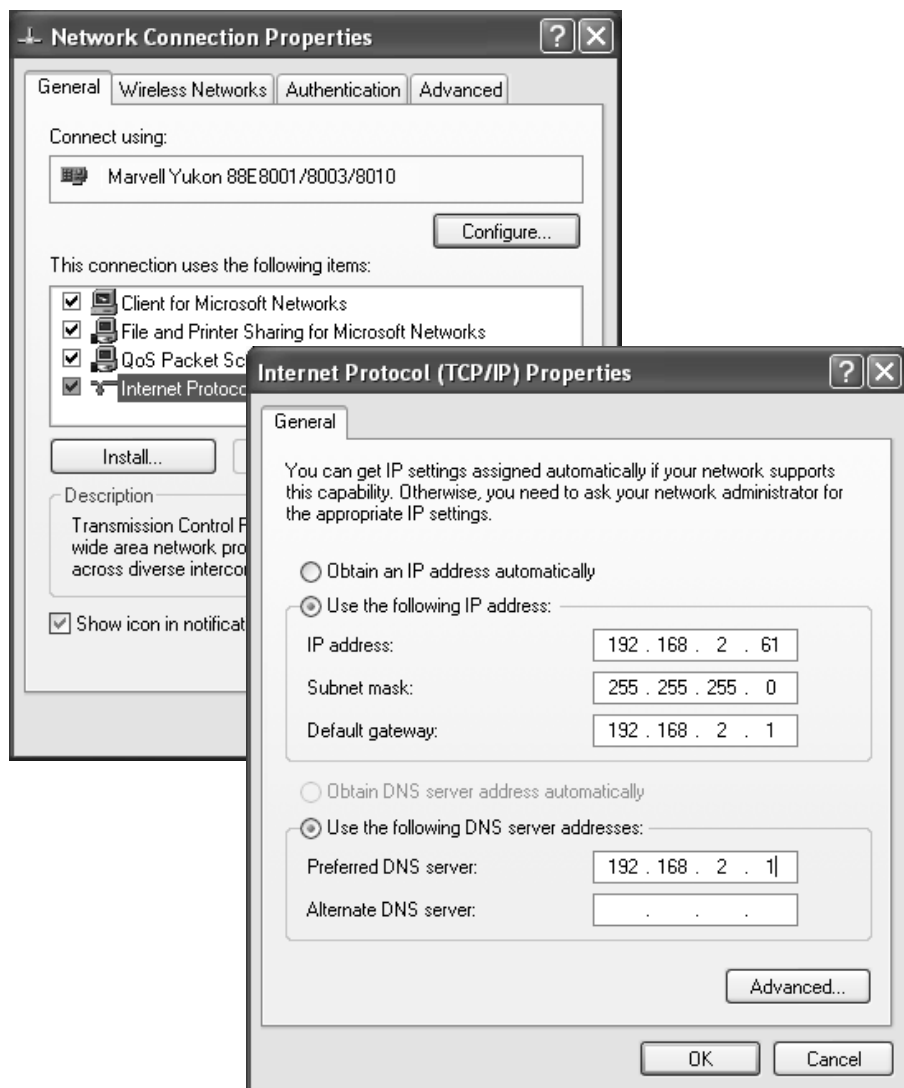 Network Connection Properties
General
Wireless Networks
Authentication
Advanced
Connect using:
Marvell Yukon 88E8001/8003/8010
Configure...
This connection uses the following items:
Client for Microsoft Networks
File and Printer Sharing for Microsoft Networks
QoS Packet Sc
Internet Protoco
Install...
Description
Transmission Control P
wide area network pro
across diverse interco
Show icon in notificat
Internet Protocol (TCP/IP) Properties
General
You can get IP settings assigned automatically if your network supports
this capability. Otherwise, you need to ask your network administrator for
the appropriate IP settings.
Obtain an IP address automatically
Use the following IP address:
IP address: 192 . 168 . 2 . 61
Subnet mask: 255 . 255 . 255 . 0
Default gateway: 192 . 168 . 2 . 1
Obtain DNS server address automatically
Use the following DNS server addresses:
Preferred DNS server: 192 . 168 . 2 . 1
Alternate DNS server: . . .
Advanced...
OK
Cancel